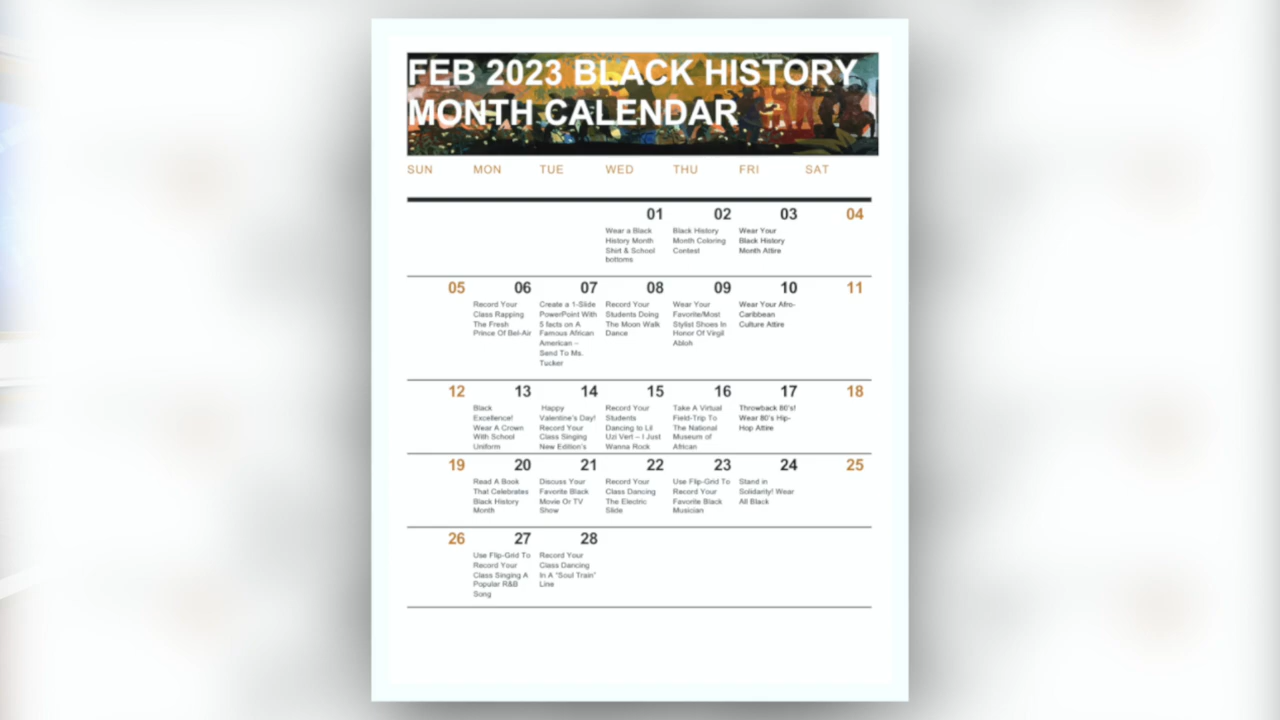 FEB 2023 BLACK HISTORY
MONTH CALENDAR
SUN MON TUE WED THU FRI SAT
01
Wear a Black
History Month
Shirt & School
bottoms
02
Black History
Month Coloring
Contest
03
Wear Your
Black History
Month Attire
04
05
06
Record Your
Class Rapping
The Fresh
Prince Of Bel-Air
07
Create a 1-Slide
PowerPoint With
5 facts on A
Famous African
American –
Send To Ms.
Tucker
08
Record Your
Students Doing
The Moon Walk
Dance
09
Wear Your
Favorite/Most
Stylist Shoes In
Honor Of Virgil
Abloh
10
Wear Your Afro-
Caribbean
Culture Attire
11
12
13
Black
Excellence!
Wear A Crown
With School
Uniform
14
Happy
Valentine's Day!
Record Your
Class Singing
New Edition's
15
Record Your
Students
Dancing to Lil
Uzi Vert – I Just
Wanna Rock
16
Take A Virtual
Field-Trip To
The National
Museum of
African
17
Throwback 80's!
Wear 80's Hip-
Hop Attire
18
19
20
Read A Book
That Celebrates
Black History
Month
21
Discuss Your
Favorite Black
Movie Or TV
Show
22
Record Your
Class Dancing
The Electric
Slide
23
Use Flip-Grid To
Record Your
Favorite Black
Musician
24
Stand in
Solidarity! Wear
All Black
25
26
27
Use Flip-Grid To
Record Your
Class Singing A
Popular R&B
Song
28
Record Your
Class Dancing
In A "Soul Train"
Line